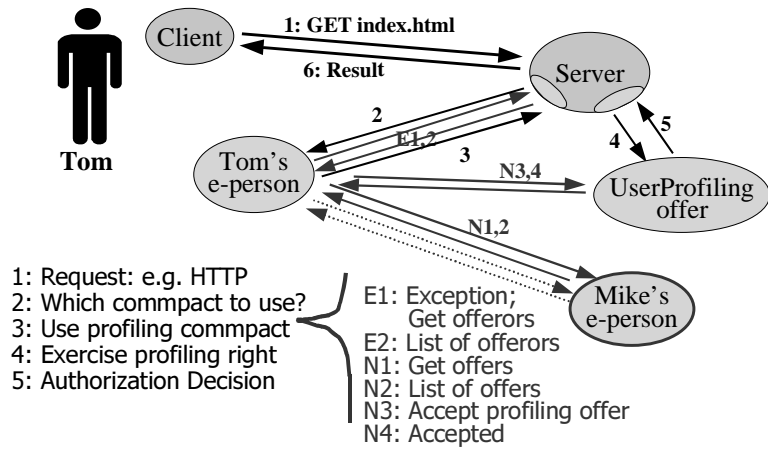 1: GET index.html
Client
6: Result
Server
2
E1,2
3
4
5
Tom
Tom's
e-person
N3,4
UserProfiling
offer
N1,2
Mike's
e-person
1: Request: e.g. HTTP
2: Which commpact to use?
3: Use profiling commpact
4: Exercise profiling right
5: Authorization Decision
E1: Exception;
Get offerors
E2: List of offerors
N1: Get offers
N2: List of offers
N3: Accept profiling offer
N4: Accepted